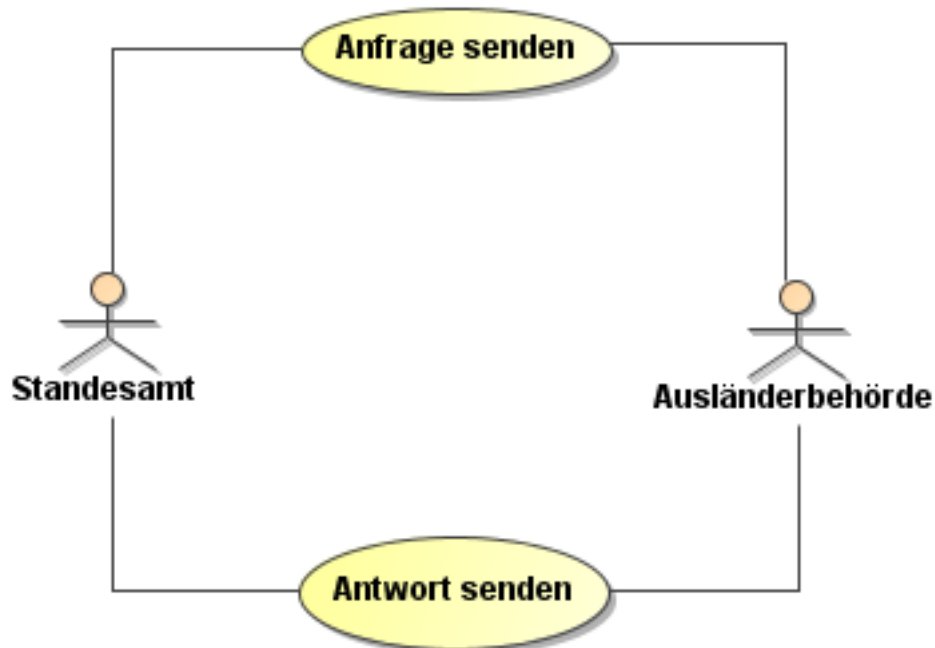 Anfrage senden
Standesamt
Ausländerbehörde
Antwort senden